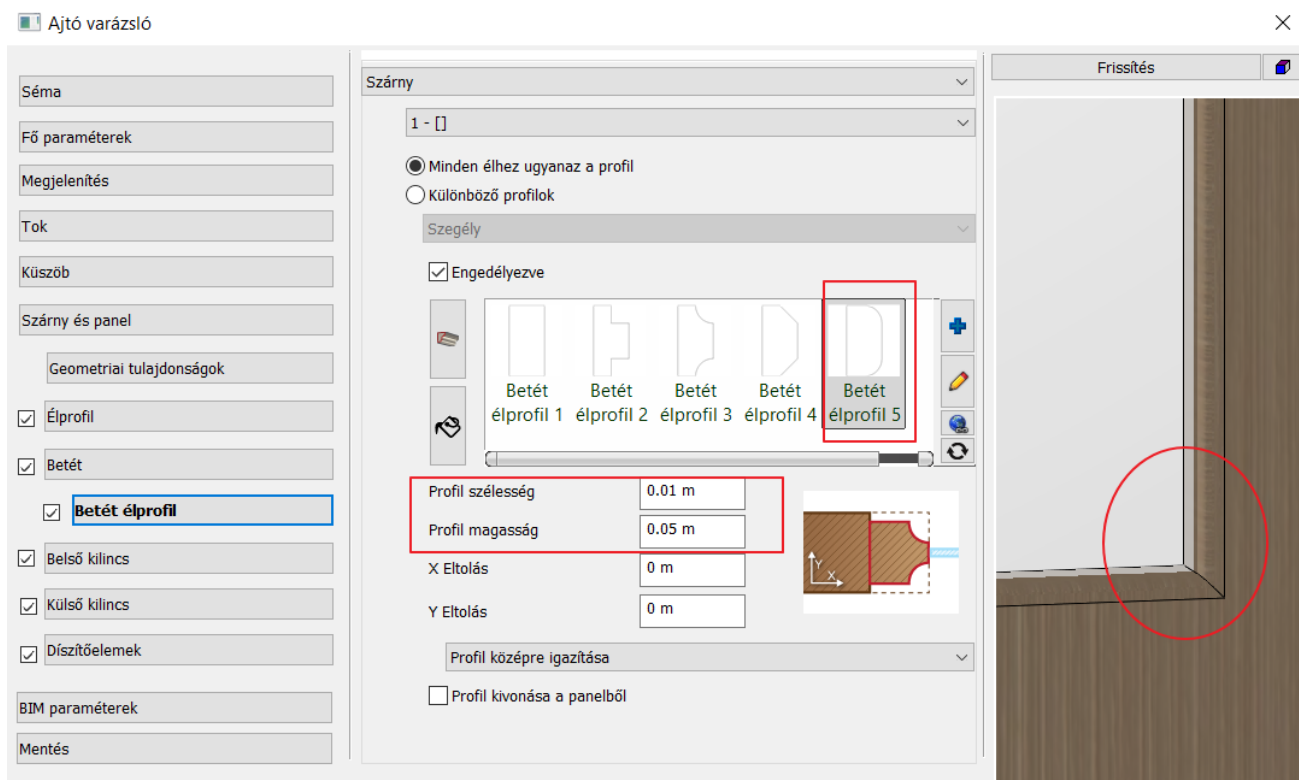 Ajtó varázsló
Séma
Fő paraméterek
Megjelenítés
Tok
Küszöb
Szárny és panel
Geometriai tulajdonságok
Élprofil
Betét
Betét élprofil
Belső kilincs
Külső kilincs
Díszítőelemek
BIM paraméterek
Mentés
Szárny
1 - []
Minden élhez ugyanaz a profil
Különböző profilok
Szegély
Engedélyezve
Betét élprofil 1
Betét élprofil 2
Betét élprofil 3
Betét élprofil 4
Betét élprofil 5
Profil szélesség 0.01 m
Profil magasság 0.05 m
X Eltolás 0 m
Y Eltolás 0 m
Y
X
Profil középre igazítása
Profil kivonása a panelből
Frissítés